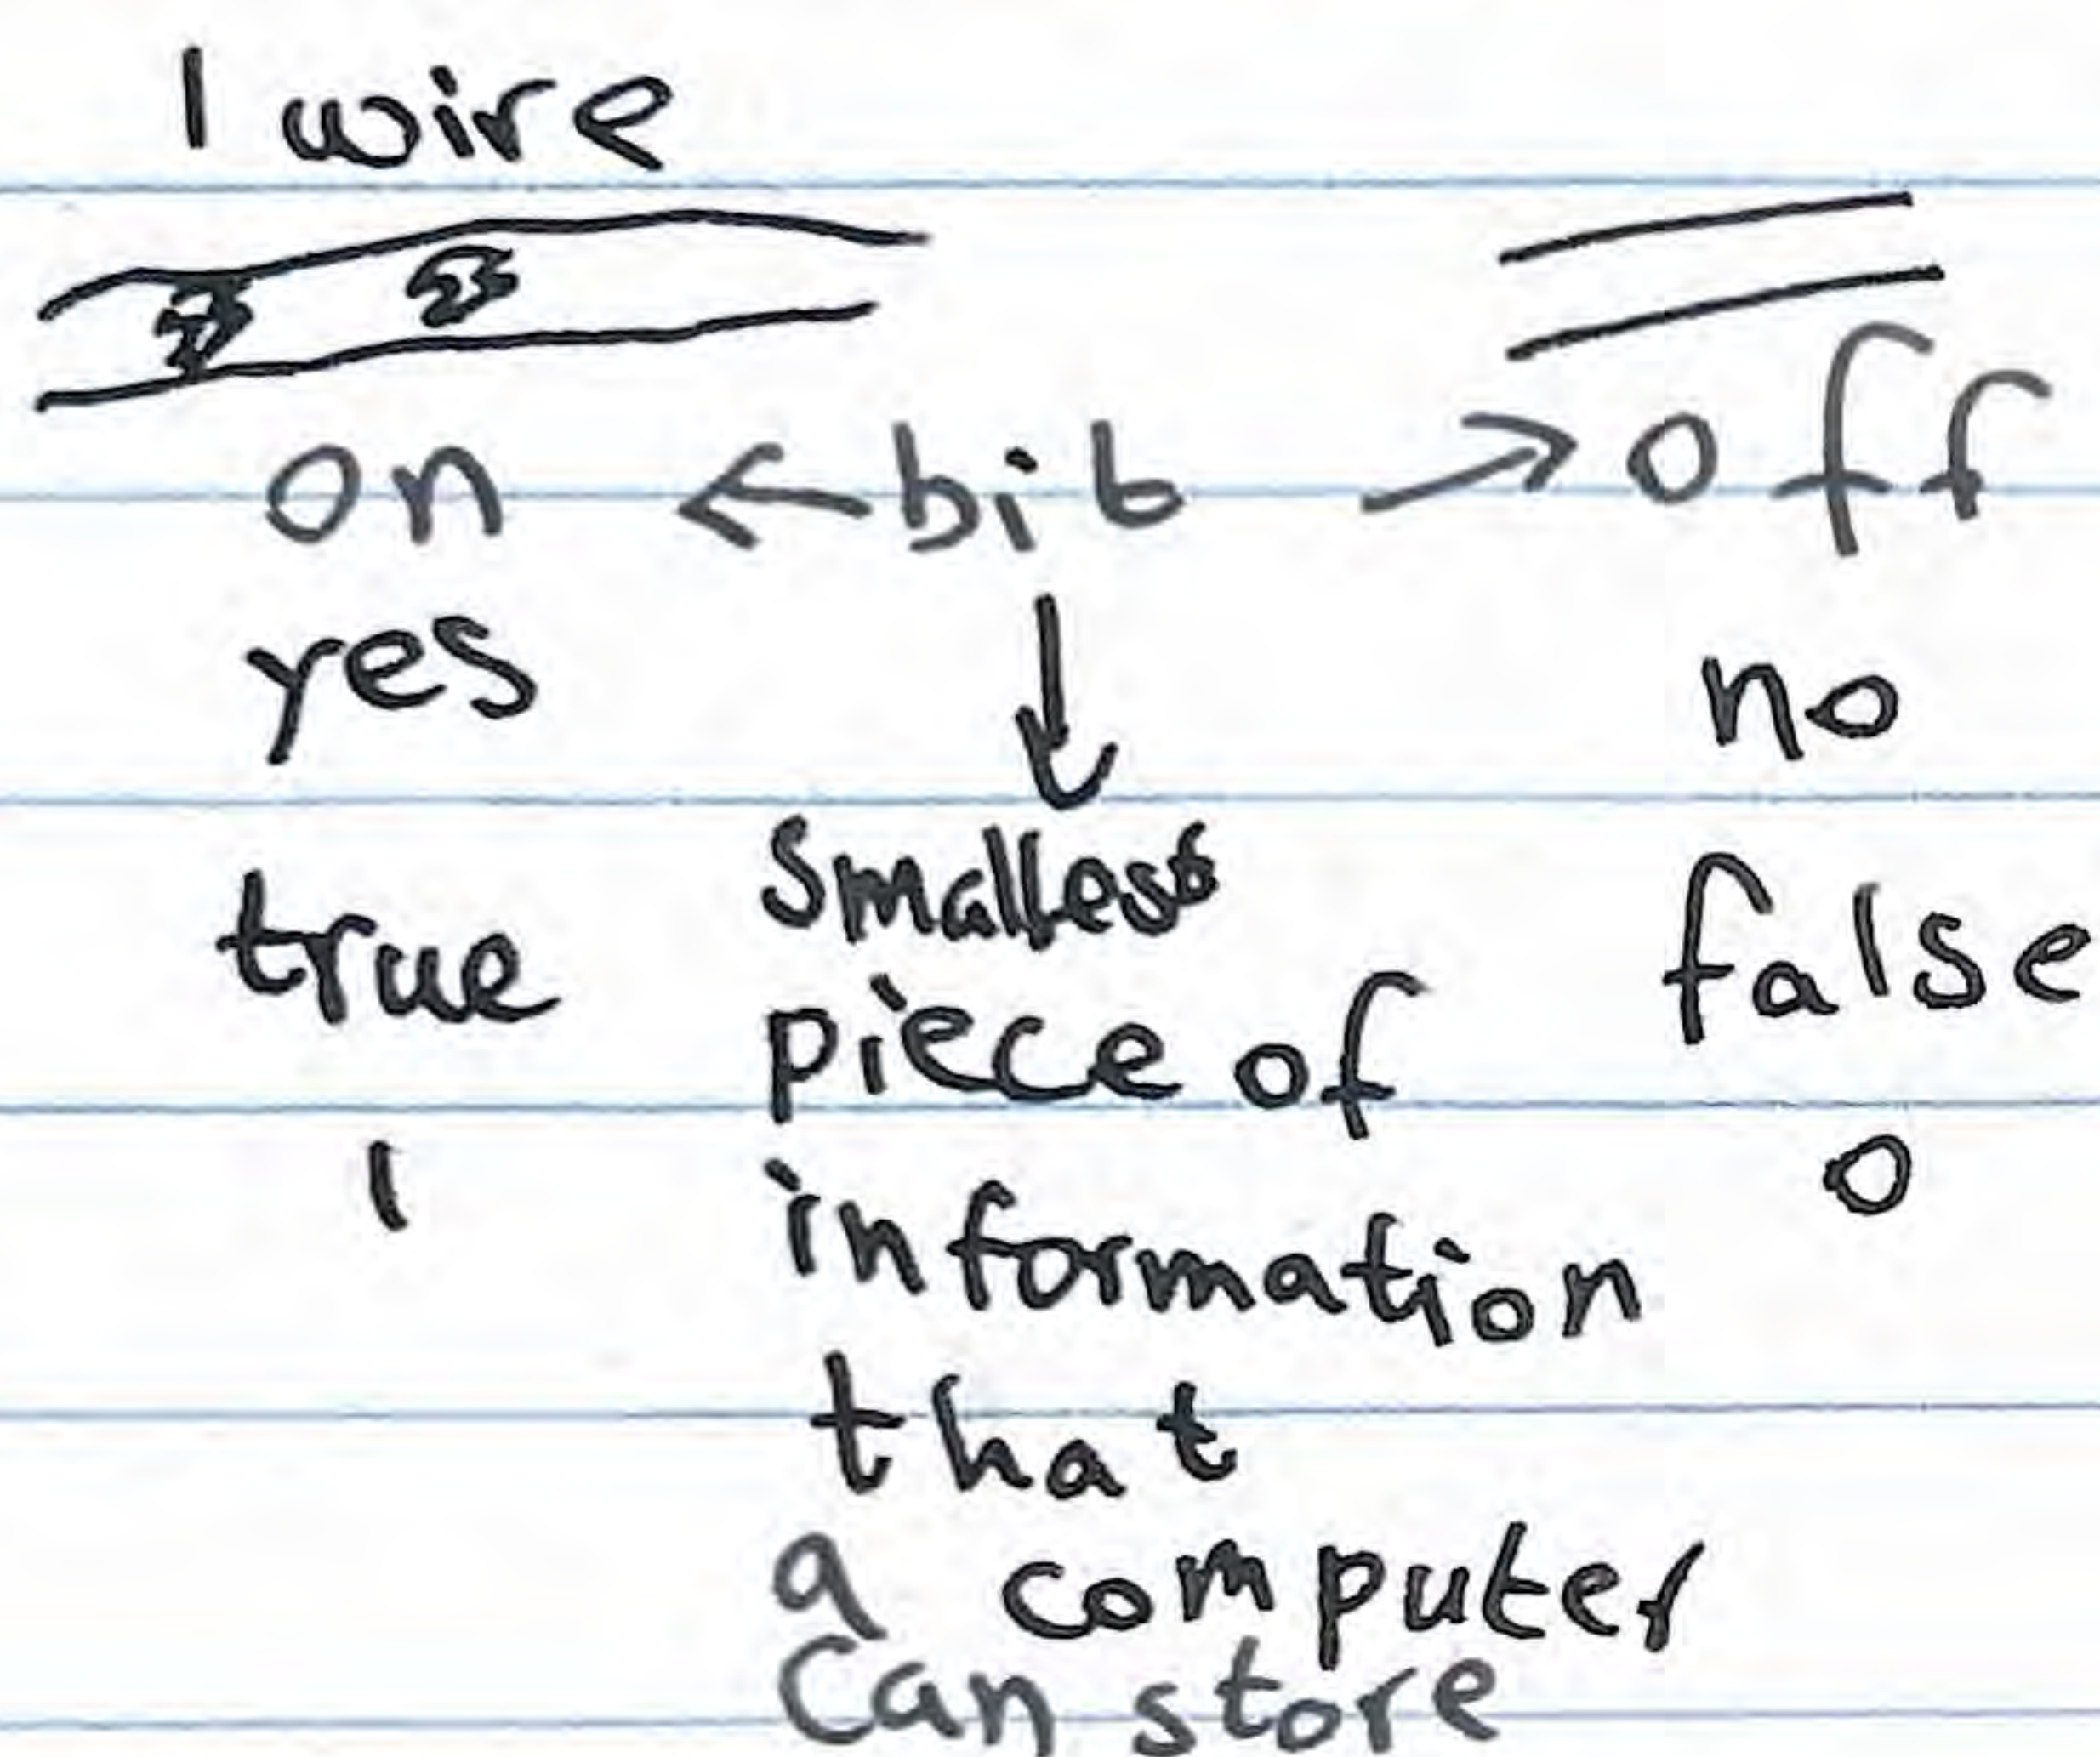 1 wire
on ← bit → off
yes ↓ no
true smallest false
piece of
1 information 0
that
a computer
can store